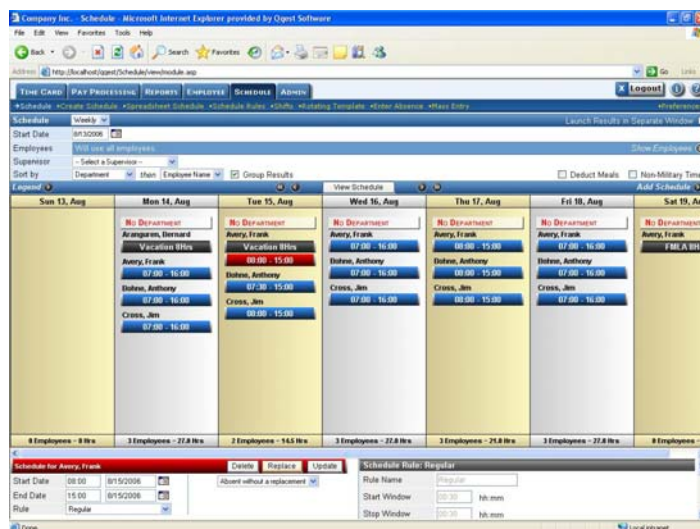 Company Inc. - Schedule - Microsoft Internet Explorer provided by Qqest Software
File Edit View Favorites Tools Help
Back Search Favorites
Address http://localhost/qqest/Schedule/view/module.asp Go Links
TIME CARD PAY PROCESSING REPORTS EMPLOYEE SCHEDULE ADMIN Logout
Schedule Create Schedule Spreadsheet Schedule Schedule Rules Shifts Rotating Template Enter Absence Mass Entry Preference
Schedule Weekly Launch Results in Separate Window
Start Date 8/13/2006
Employees Will use all employees Show Employees
Supervisor - Select a Supervisor -
Sort by Department then Employee Name Group Results Deduct Meals Non-Military Time
Legend View Schedule Add Schedule
Sun 13, Aug Mon 14, Aug Tue 15, Aug Wed 16, Aug Thu 17, Aug Fri 18, Aug Sat 19, Au
NO DEPARTMENT NO DEPARTMENT NO DEPARTMENT NO DEPARTMENT NO DEPARTMENT NO DEPARTMENT
Aranguren, Bernard Avery, Frank Avery, Frank Avery, Frank Avery, Frank Avery, Frank
Vacation 8Hrs Vacation 8Hrs 07:00 - 16:00 08:00 - 15:00 07:00 - 16:00 FMLA 8H
Avery, Frank 08:00 - 15:00 Bohne, Anthony Bohne, Anthony Bohne, Anthony
07:00 - 16:00 Bohne, Anthony 07:00 - 16:00 08:00 - 15:00 07:00 - 16:00
Bohne, Anthony 07:30 - 15:00 Cross, Jim Cross, Jim Cross, Jim
07:00 - 16:00 Cross, Jim 07:00 - 16:00 08:00 - 15:00 07:00 - 16:00
Cross, Jim 08:00 - 15:00
07:00 - 16:00
0 Employees - 0 Hrs 3 Employees - 27.0 Hrs 2 Employees - 14.5 Hrs 3 Employees - 27.0 Hrs 3 Employees - 21.0 Hrs 3 Employees - 27.0 Hrs 0 Employees -
Schedule for Avery, Frank Delete Replace Update Schedule Rule: Regular
Start Date 08:00 8/15/2006 Absent without a replacement Rule Name Regular
End Date 15:00 8/15/2006 Start Window 00:30 hh:mm
Rule Regular Stop Window 00:30 hh:mm
Done Local intranet